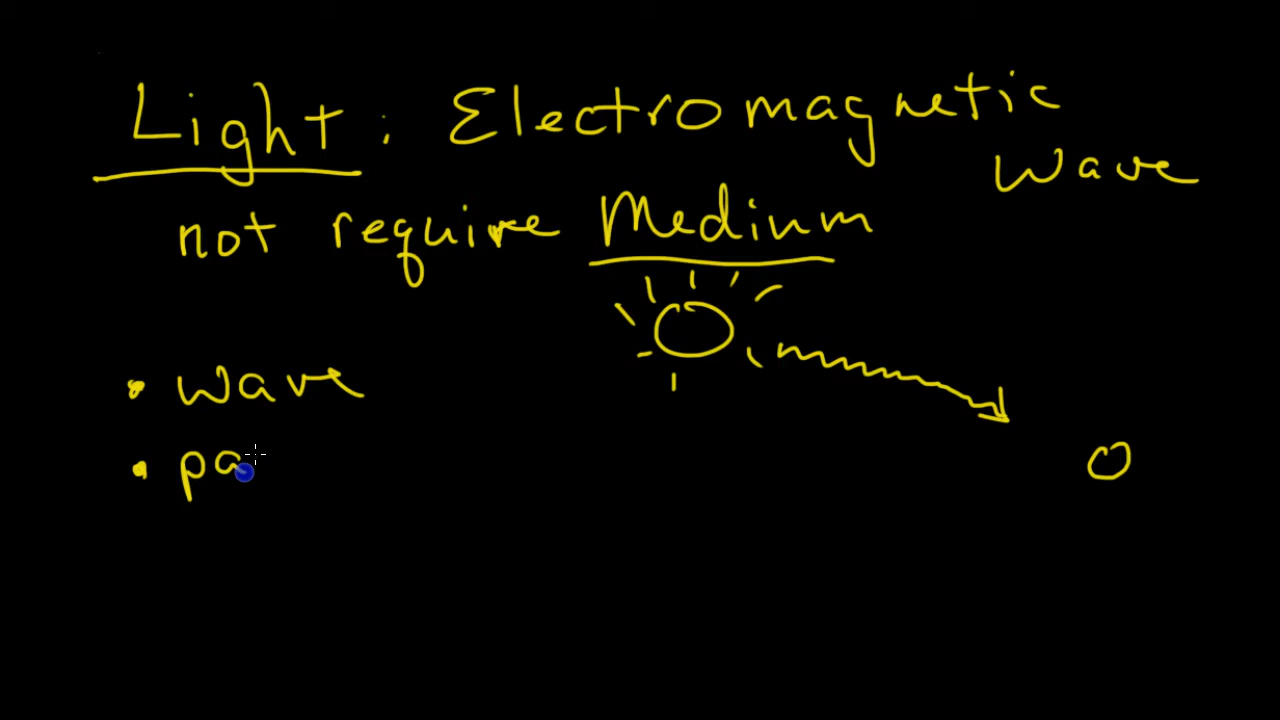 Light: Electromagnetic
wave
not require Medium
• wave
• pa